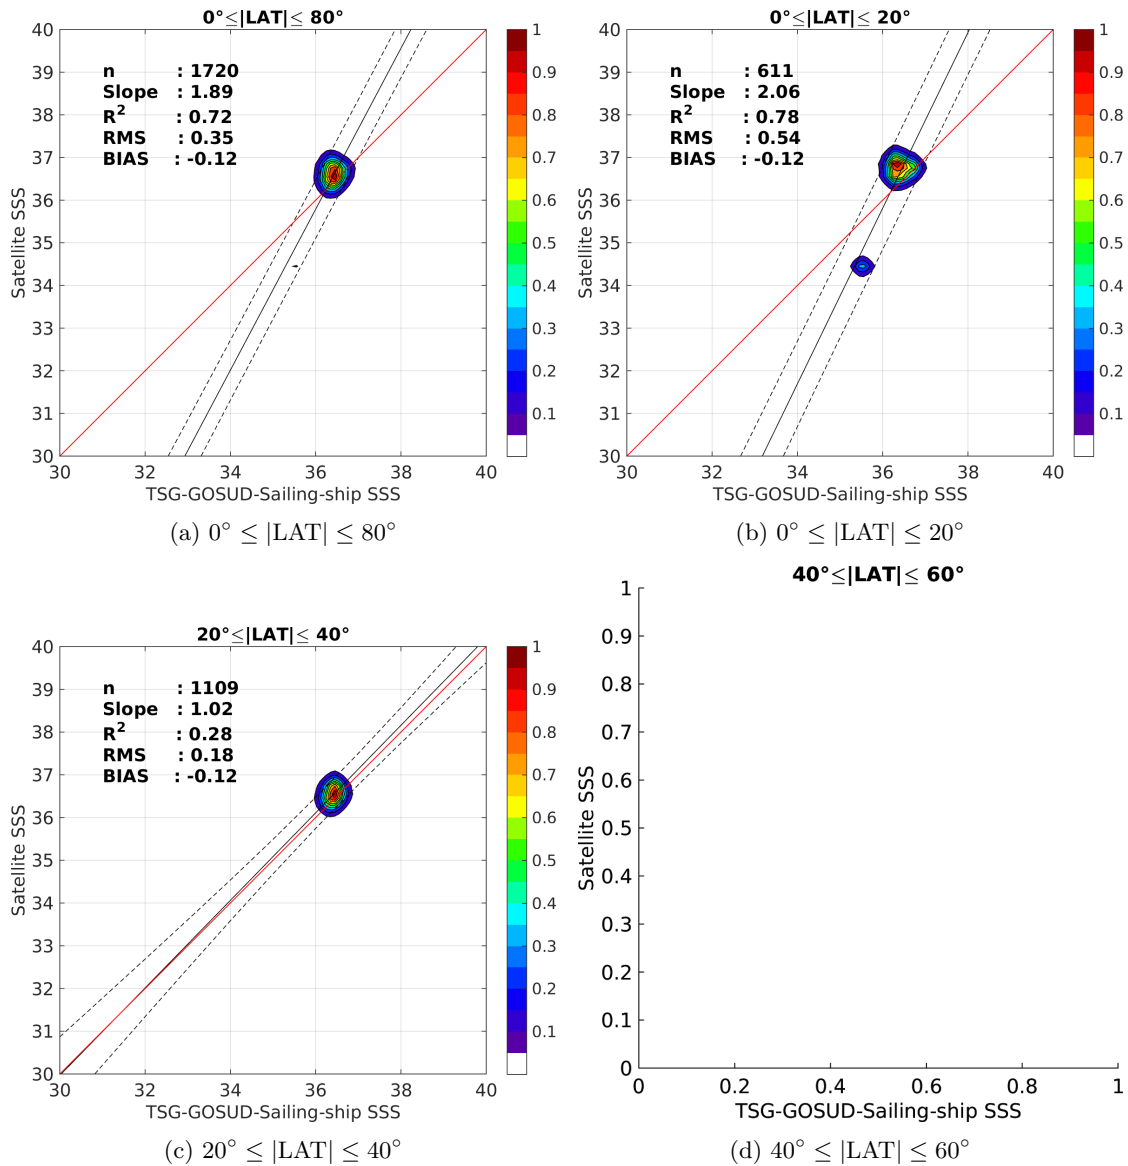 0°≤|LAT|≤ 80°
n : 1720
Slope : 1.89
R² : 0.72
RMS : 0.35
BIAS : -0.12
40
39
38
37
36
35
34
33
32
31
30
Satellite SSS
30 32 34 36 38 40
TSG-GOSUD-Sailing-ship SSS
1
0.9
0.8
0.7
0.6
0.5
0.4
0.3
0.2
0.1
(a) 0° ≤ |LAT| ≤ 80°
0°≤|LAT|≤ 20°
n : 611
Slope : 2.06
R² : 0.78
RMS : 0.54
BIAS : -0.12
40
39
38
37
36
35
34
33
32
31
30
Satellite SSS
30 32 34 36 38 40
TSG-GOSUD-Sailing-ship SSS
1
0.9
0.8
0.7
0.6
0.5
0.4
0.3
0.2
0.1
(b) 0° ≤ |LAT| ≤ 20°
20°≤|LAT|≤ 40°
n : 1109
Slope : 1.02
R² : 0.28
RMS : 0.18
BIAS : -0.12
40
39
38
37
36
35
34
33
32
31
30
Satellite SSS
30 32 34 36 38 40
TSG-GOSUD-Sailing-ship SSS
1
0.9
0.8
0.7
0.6
0.5
0.4
0.3
0.2
0.1
(c) 20° ≤ |LAT| ≤ 40°
40°≤|LAT|≤ 60°
1
0.9
0.8
0.7
0.6
0.5
0.4
0.3
0.2
0.1
0
Satellite SSS
0 0.2 0.4 0.6 0.8 1
TSG-GOSUD-Sailing-ship SSS
(d) 40° ≤ |LAT| ≤ 60°